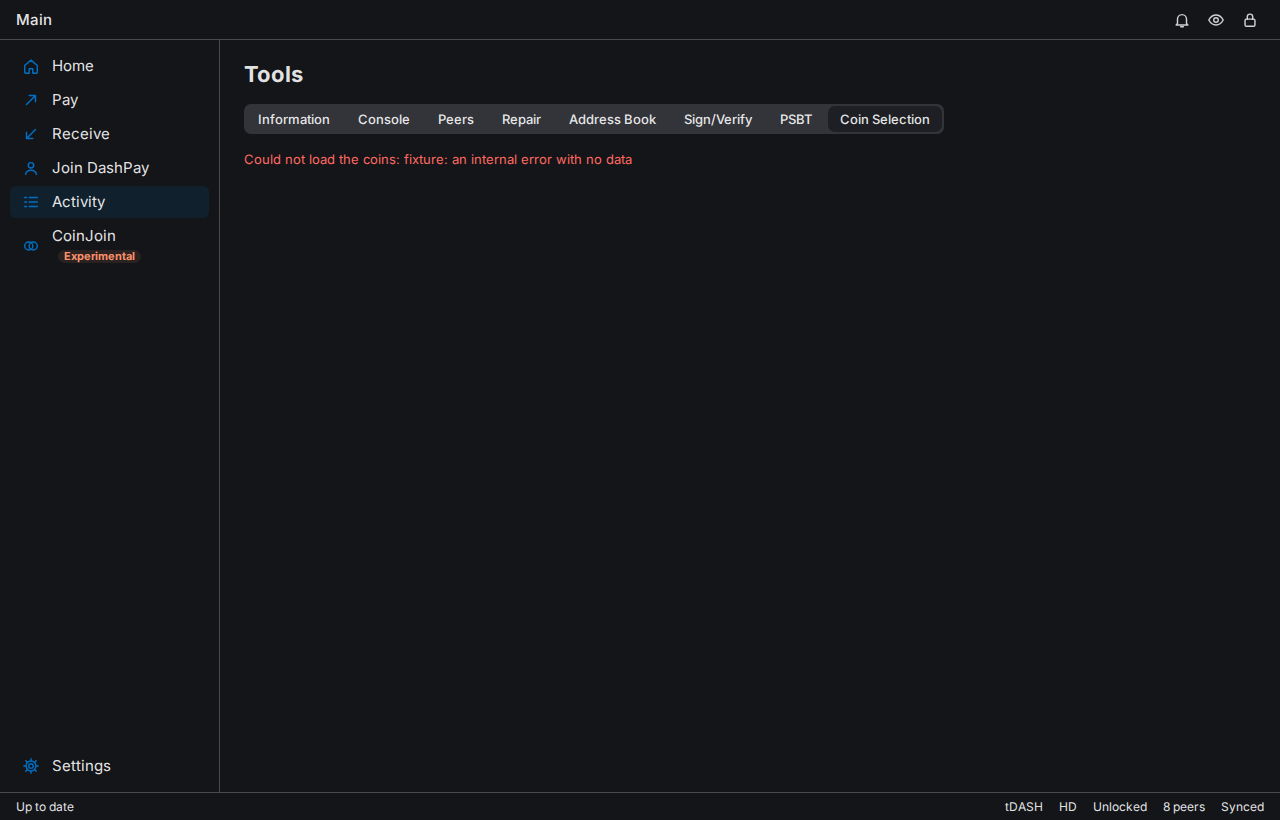 Main
Home
Pay
Receive
Join DashPay
Activity
CoinJoin
Experimental
Settings
Tools
Information Console Peers Repair Address Book Sign/Verify PSBT Coin Selection
Could not load the coins: fixture: an internal error with no data
Up to date tDASH HD Unlocked 8 peers Synced